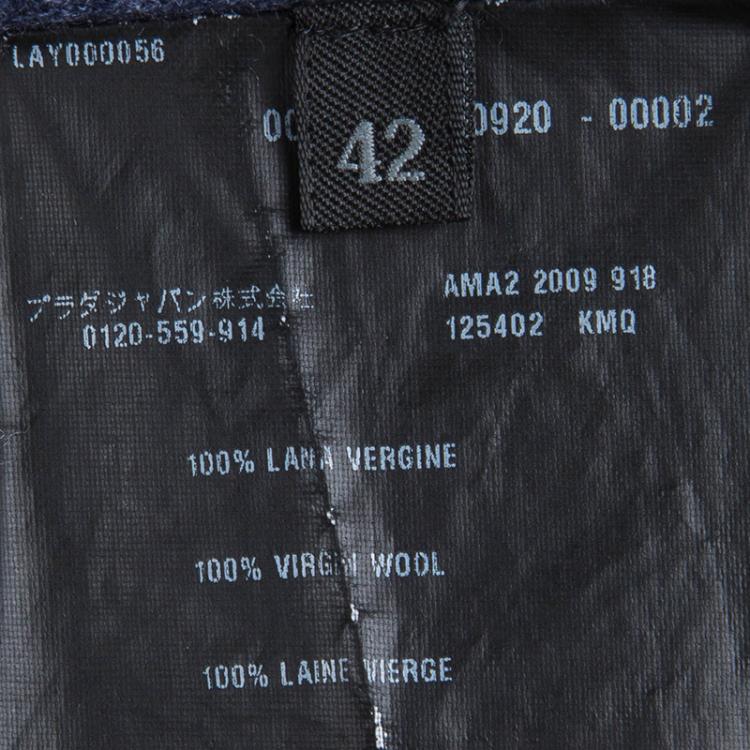 LAY000056
42
0920 - 00002
プラダジャパン株式会社
0120-559-914
AMA2 2009 918
125402 KMQ
100% LANA VERGINE
100% VIRGIN WOOL
100% LAINE VIERGE